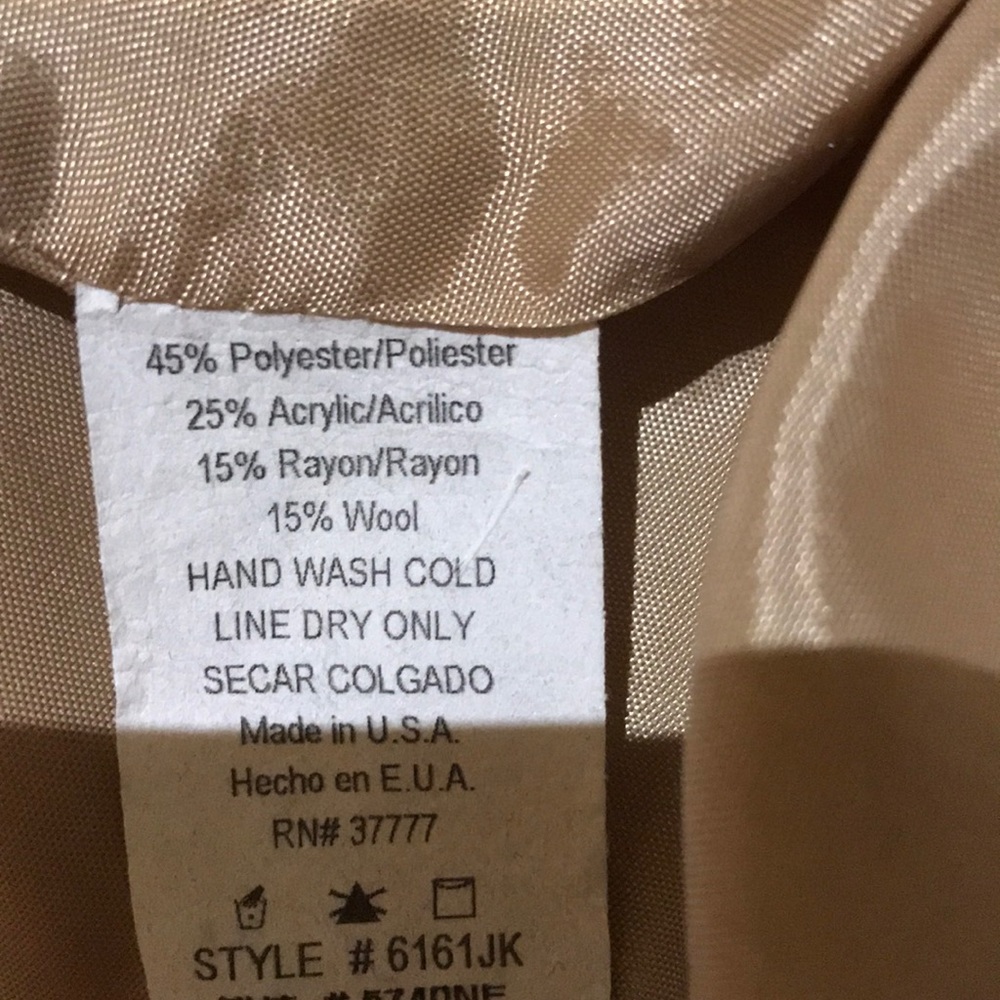 45% Polyester/Poliester
25% Acrylic/Acrilico
15% Rayon/Rayon
15% Wool
HAND WASH COLD
LINE DRY ONLY
SECAR COLGADO
Made in U.S.A.
Hecho en E.U.A.
RN# 37777
STYLE # 6161JK